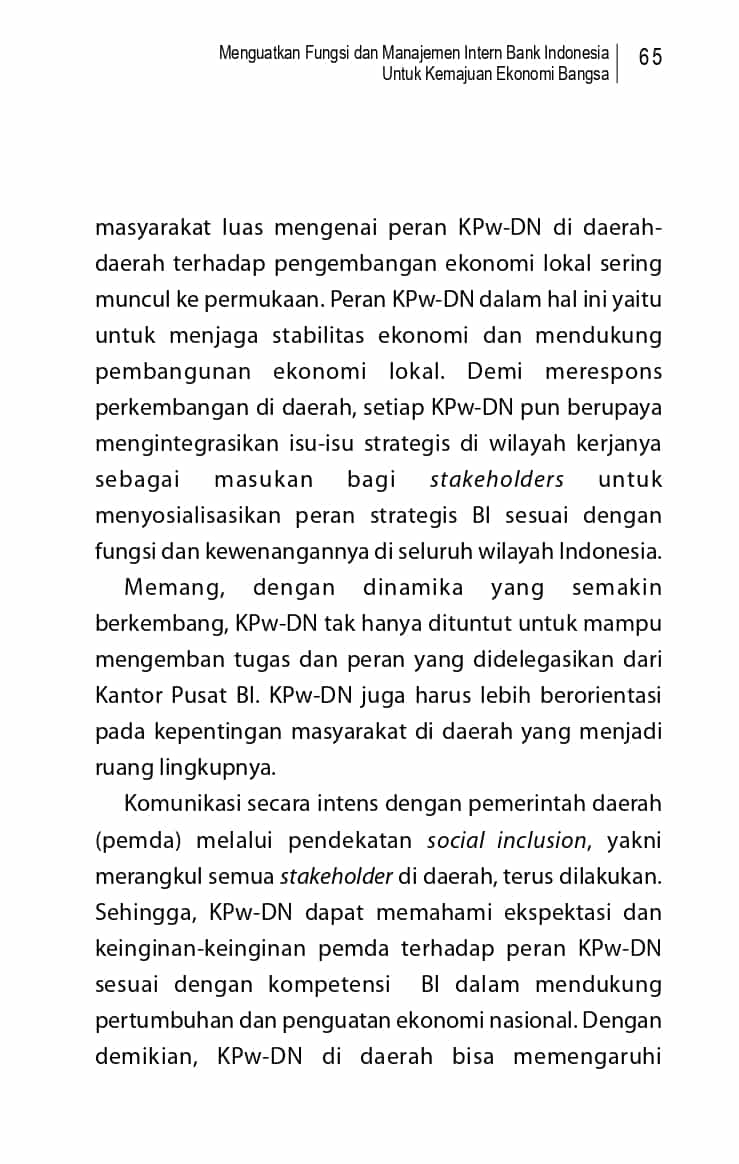 Menguatkan Fungsi dan Manajemen Intern Bank Indonesia
Untuk Kemajuan Ekonomi Bangsa
65
masyarakat luas mengenai peran KPw-DN di daerah-
daerah terhadap pengembangan ekonomi lokal sering
muncul ke permukaan. Peran KPw-DN dalam hal ini yaitu
untuk menjaga stabilitas ekonomi dan mendukung
pembangunan ekonomi lokal. Demi merespons
perkembangan di daerah, setiap KPw-DN pun berupaya
mengintegrasikan isu-isu strategis di wilayah kerjanya
sebagai masukan bagi stakeholders untuk
menyosialisasikan peran strategis BI sesuai dengan
fungsi dan kewenangannya di seluruh wilayah Indonesia.
Memang, dengan dinamika yang semakin
berkembang, KPw-DN tak hanya dituntut untuk mampu
mengemban tugas dan peran yang didelegasikan dari
Kantor Pusat BI. KPw-DN juga harus lebih berorientasi
pada kepentingan masyarakat di daerah yang menjadi
ruang lingkupnya.
Komunikasi secara intens dengan pemerintah daerah
(pemda) melalui pendekatan social inclusion, yakni
merangkul semua stakeholder di daerah, terus dilakukan.
Sehingga, KPw-DN dapat memahami ekspektasi dan
keinginan-keinginan pemda terhadap peran KPw-DN
sesuai dengan kompetensi BI dalam mendukung
pertumbuhan dan penguatan ekonomi nasional. Dengan
demikian, KPw-DN di daerah bisa memengaruhi